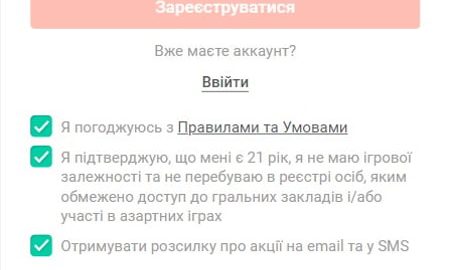 Зареєструватися
Вже маєте аккаунт?
Ввійти
Я погоджуюсь з Правилами та Умовами
Я підтверджую, що мені є 21 рік, я не маю ігрової
залежності та не перебуваю в реєстрі осіб, яким
обмежено доступ до гральних закладів і/або
участі в азартних іграх
Отримувати розсилку про акції на email та у SMS